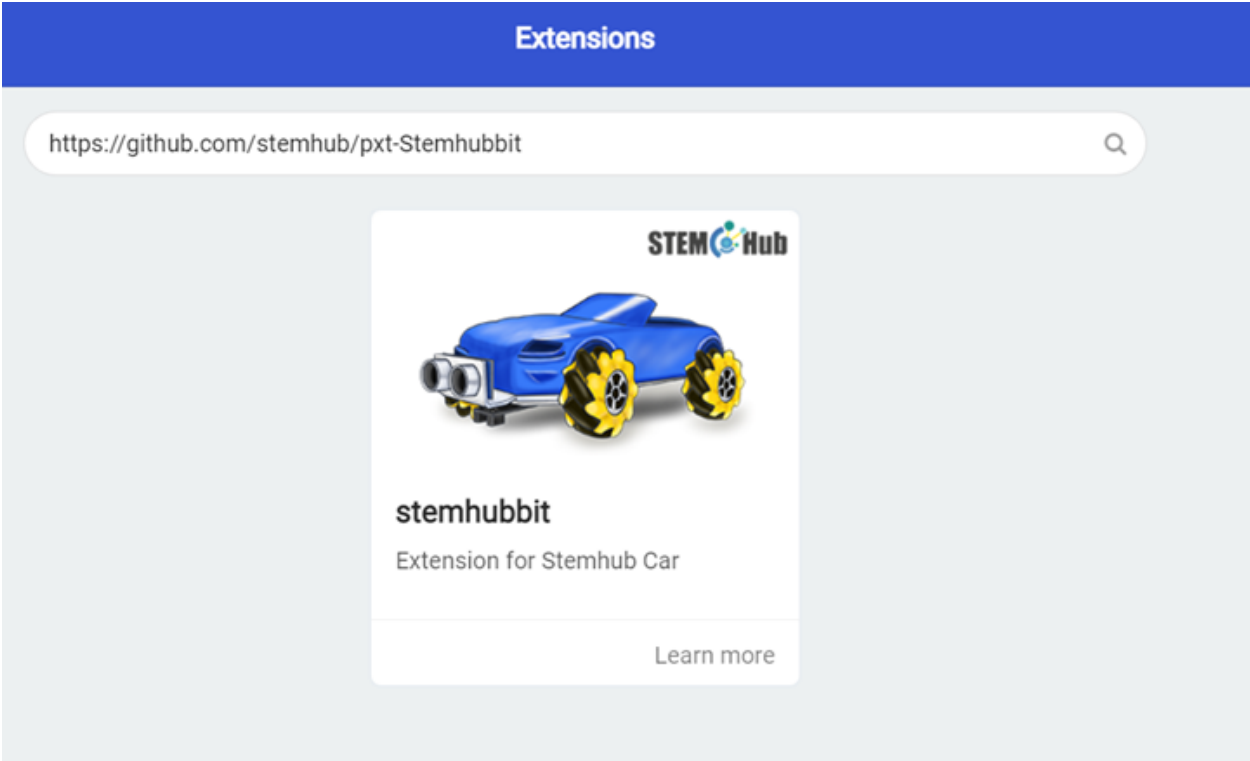 Extensions
https://github.com/stemhub/pxt-Stemhubbit
STEM Hub
stemhubbit
Extension for Stemhub Car
Learn more